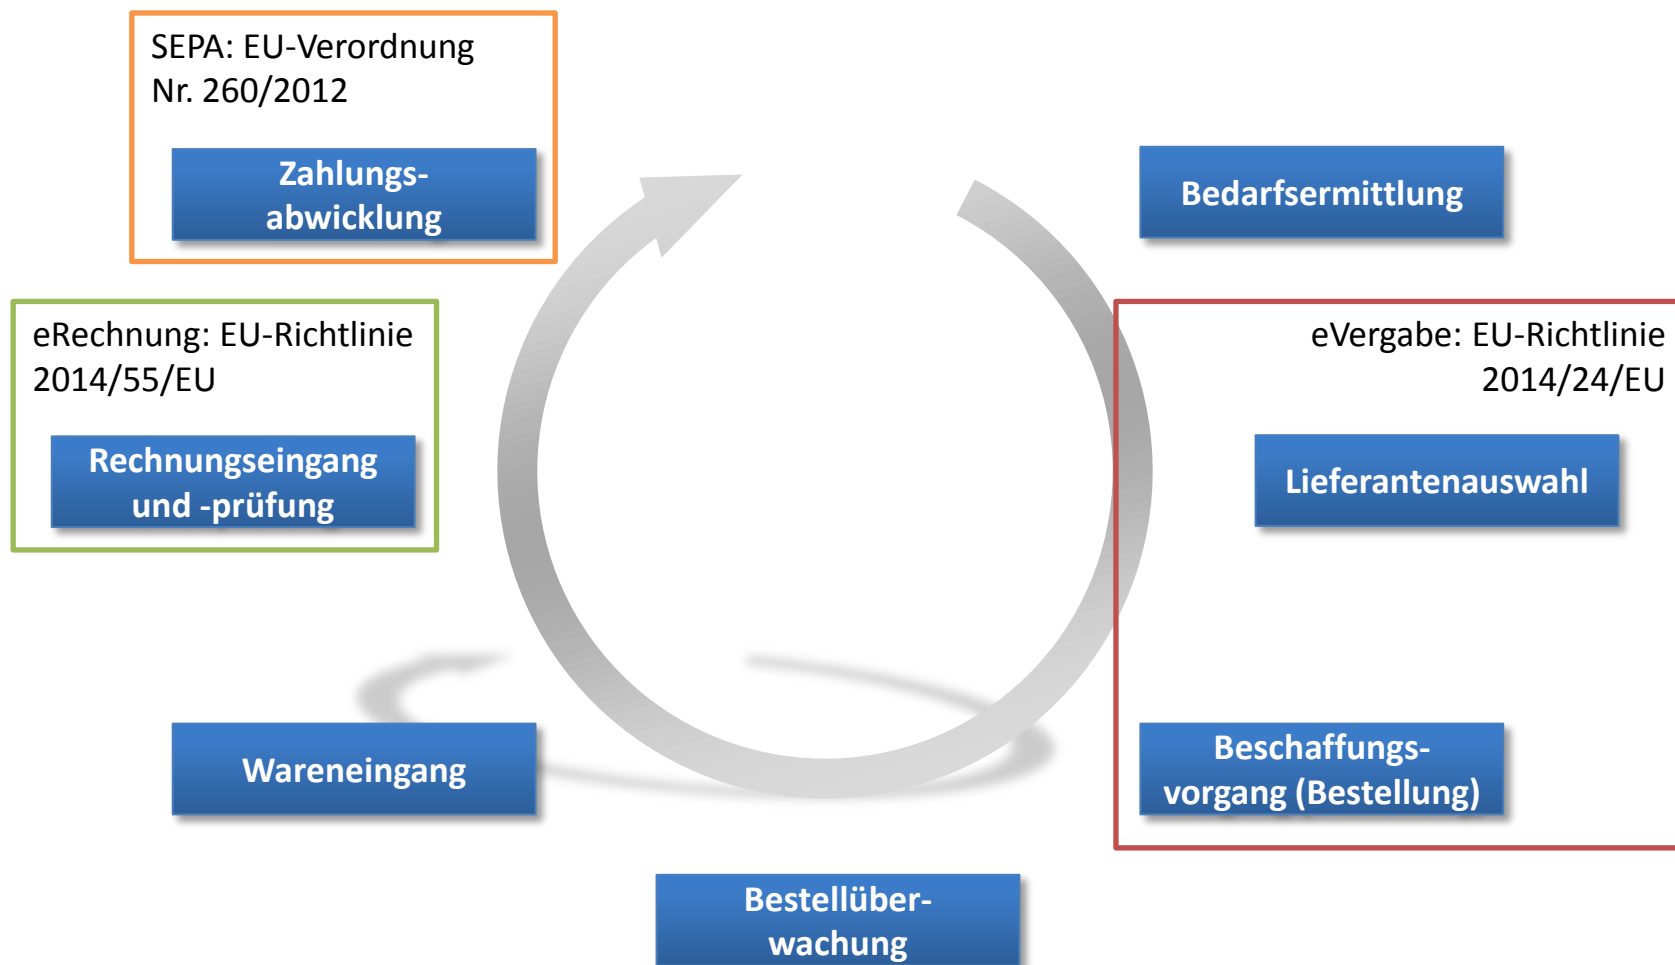 SEPA: EU-Verordnung
Nr. 260/2012
Zahlungs-
abwicklung
Bedarfsermittlung
eRechnung: EU-Richtlinie
2014/55/EU
Rechnungseingang
und -prüfung
eVergabe: EU-Richtlinie
2014/24/EU
Lieferantenauswahl
Wareneingang
Beschaffungs-
vorgang (Bestellung)
Bestellüber-
wachung